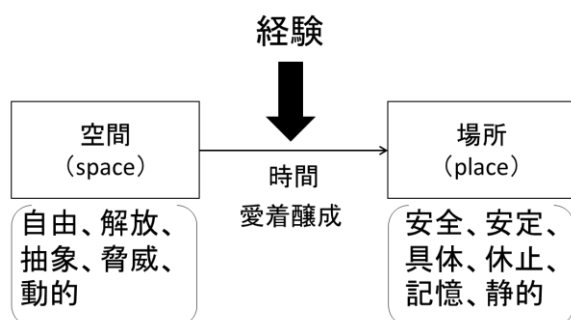 経験
空間
（space）
時間
愛着醸成
場所
（place）
自由、解放、
抽象、脅威、
動的
安全、安定、
具体、休止、
記憶、静的